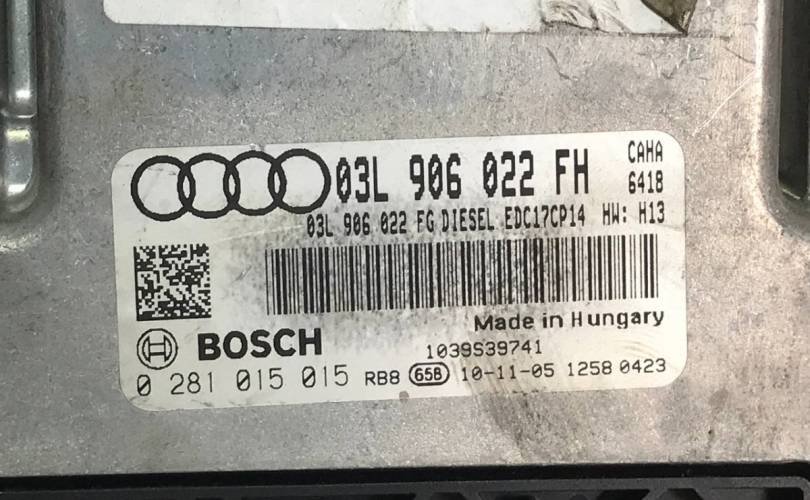 03L 906 022 FH CAHA
6418
03L 906 022 FG DIESEL EDC17CP14 HW: H13
Made in Hungary
BOSCH
1039S39741
0 281 015 015 RB8 65B 10-11-05 1258 0423